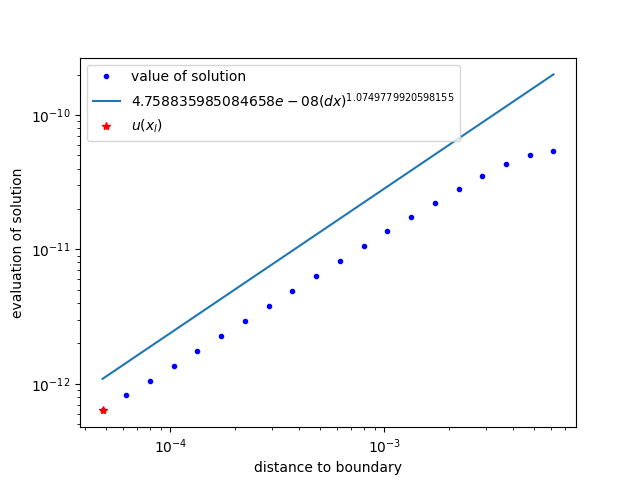 value of solution
4.758835985084658e − 08(dx)^1.0749779920598155
u(x_l)
10^−10
10^−11
10^−12
evaluation of solution
10^−4
10^−3
distance to boundary